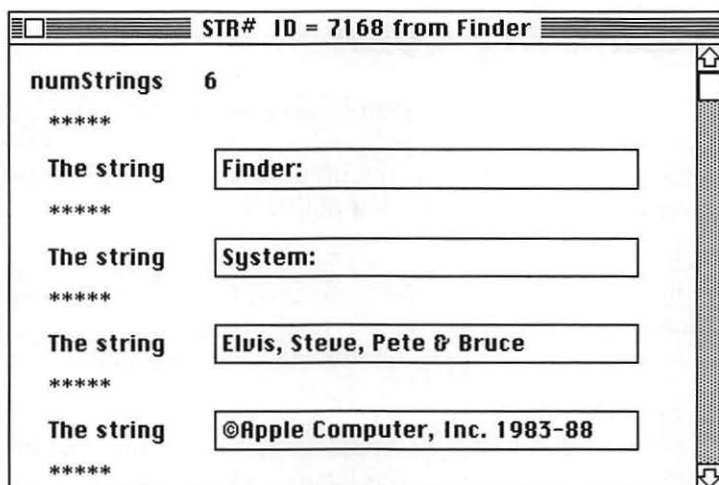 STR# ID = 7168 from Finder
numStrings 6
*****
The string Finder:
*****
The string System:
*****
The string Elvis, Steve, Pete & Bruce
*****
The string ©Apple Computer, Inc. 1983-88
*****